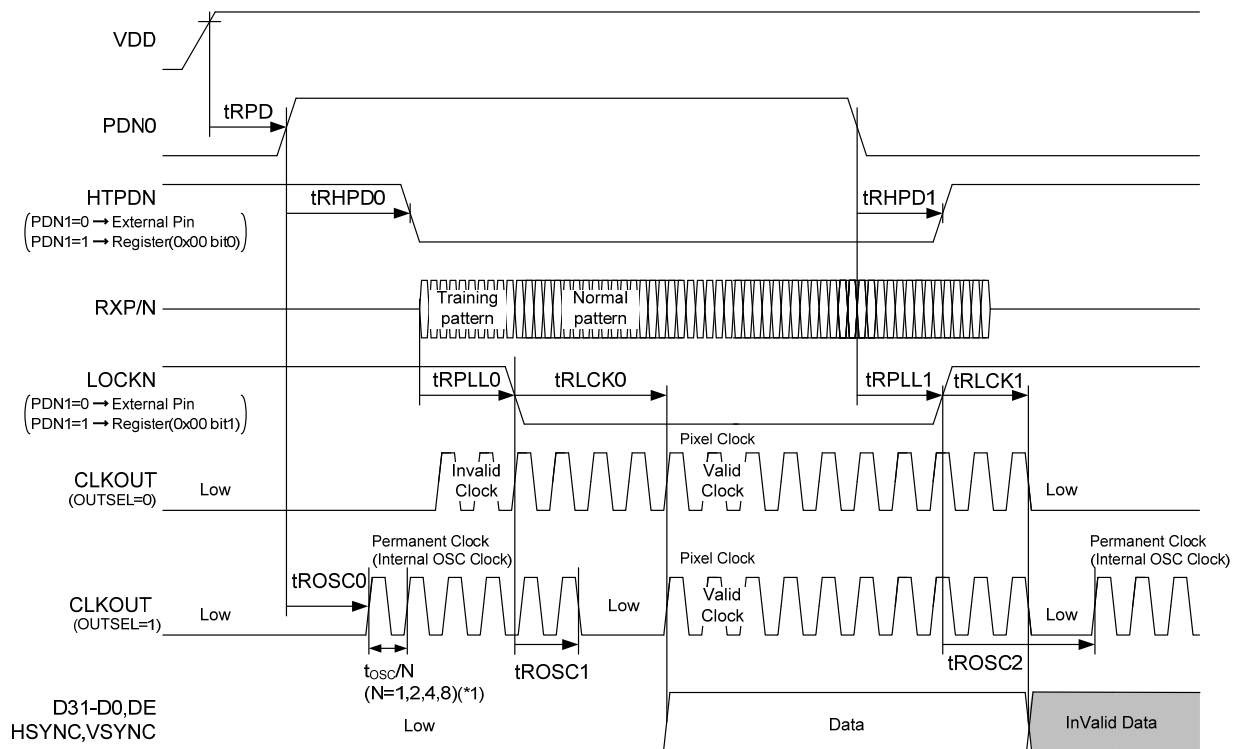 VDD
tRPD
PDN0
HTPDN
(PDN1=0 → External Pin
PDN1=1 → Register(0x00 bit0))
tRHPD0
tRHPD1
RXP/N
Training
pattern
Normal
pattern
LOCKN
(PDN1=0 → External Pin
PDN1=1 → Register(0x00 bit1))
tRPLL0
tRLCK0
tRPLL1
tRLCK1
CLKOUT
(OUTSEL=0)
Low
Invalid
Clock
Pixel Clock
Valid
Clock
Low
Permanent Clock
(Internal OSC Clock)
Pixel Clock
Permanent Clock
(Internal OSC Clock)
tROSC0
CLKOUT
(OUTSEL=1)
Low
Low
Valid
Clock
Low
tOSC/N
(N=1,2,4,8)(*1)
tROSC1
tROSC2
D31-D0,DE
HSYNC,VSYNC
Low
Data
InValid Data